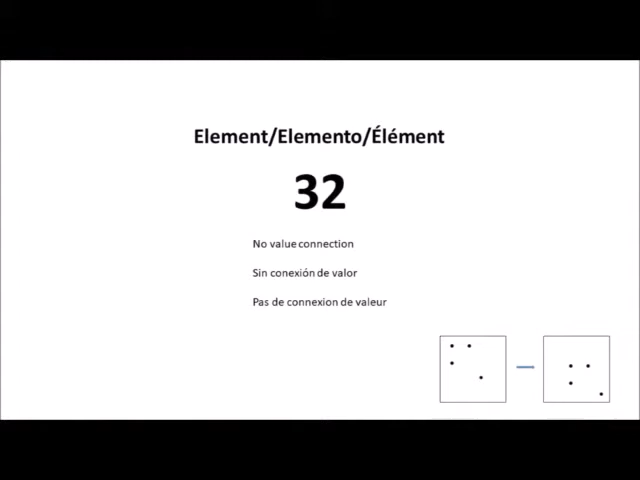 Element/Elemento/Élément
32
No value connection
Sin conexión de valor
Pas de connexion de valeur